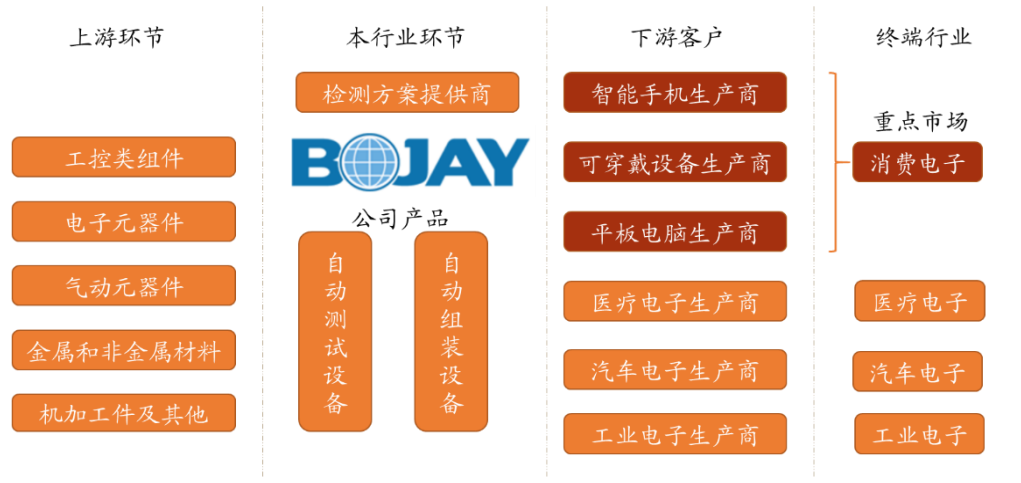 上游环节
工控类组件
电子元器件
气动元器件
金属和非金属材料
机加工件及其他
本行业环节
检测方案提供商
BOJAY
公司产品
自动测试设备
自动组装设备
下游客户
智能手机生产商
可穿戴设备生产商
平板电脑生产商
医疗电子生产商
汽车电子生产商
工业电子生产商
终端行业
重点市场
消费电子
医疗电子
汽车电子
工业电子